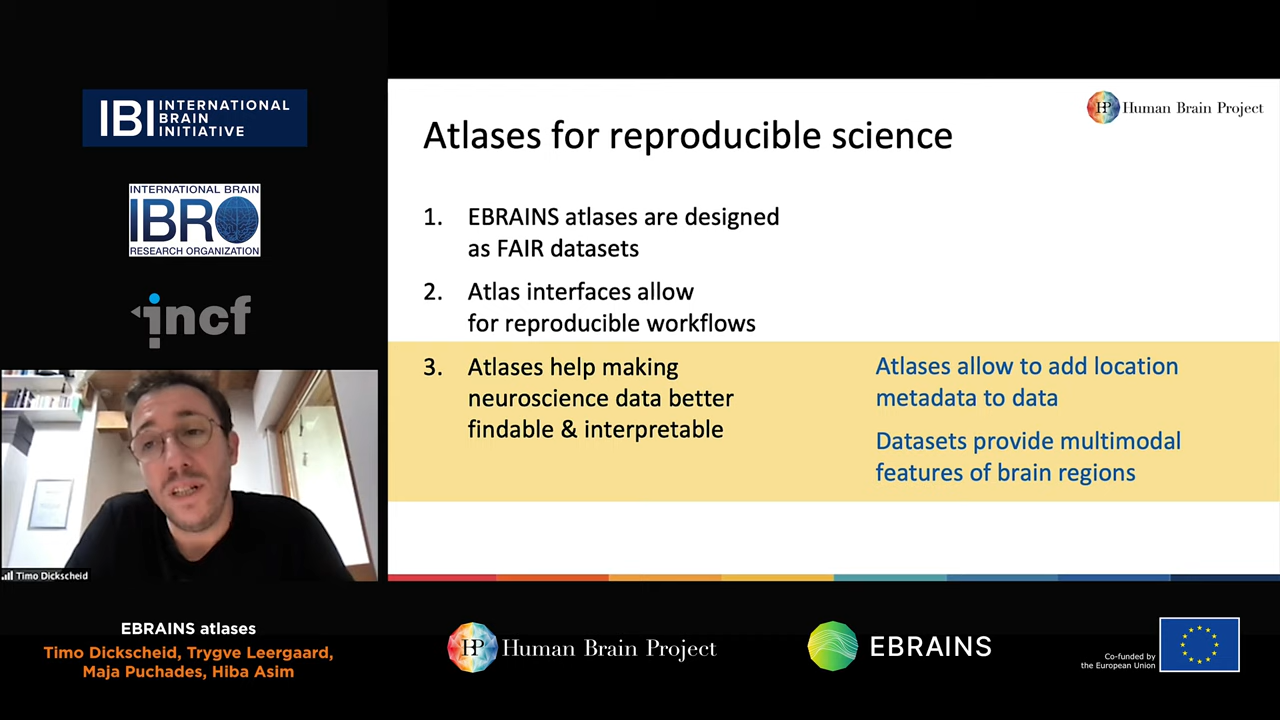 IBI INTERNATIONAL
BRAIN
INITIATIVE
INTERNATIONAL BRAIN
IBRO
RESEARCH ORGANIZATION
incf
Timo Dickscheid
HP Human Brain Project
Atlases for reproducible science
1. EBRAINS atlases are designed
as FAIR datasets
2. Atlas interfaces allow
for reproducible workflows
3. Atlases help making
neuroscience data better
findable & interpretable
Atlases allow to add location
metadata to data
Datasets provide multimodal
features of brain regions
EBRAINS atlases
Timo Dickscheid, Trygve Leergaard,
Maja Puchades, Hiba Asim
HP Human Brain Project
EBRAINS
Co-funded by
the European Union